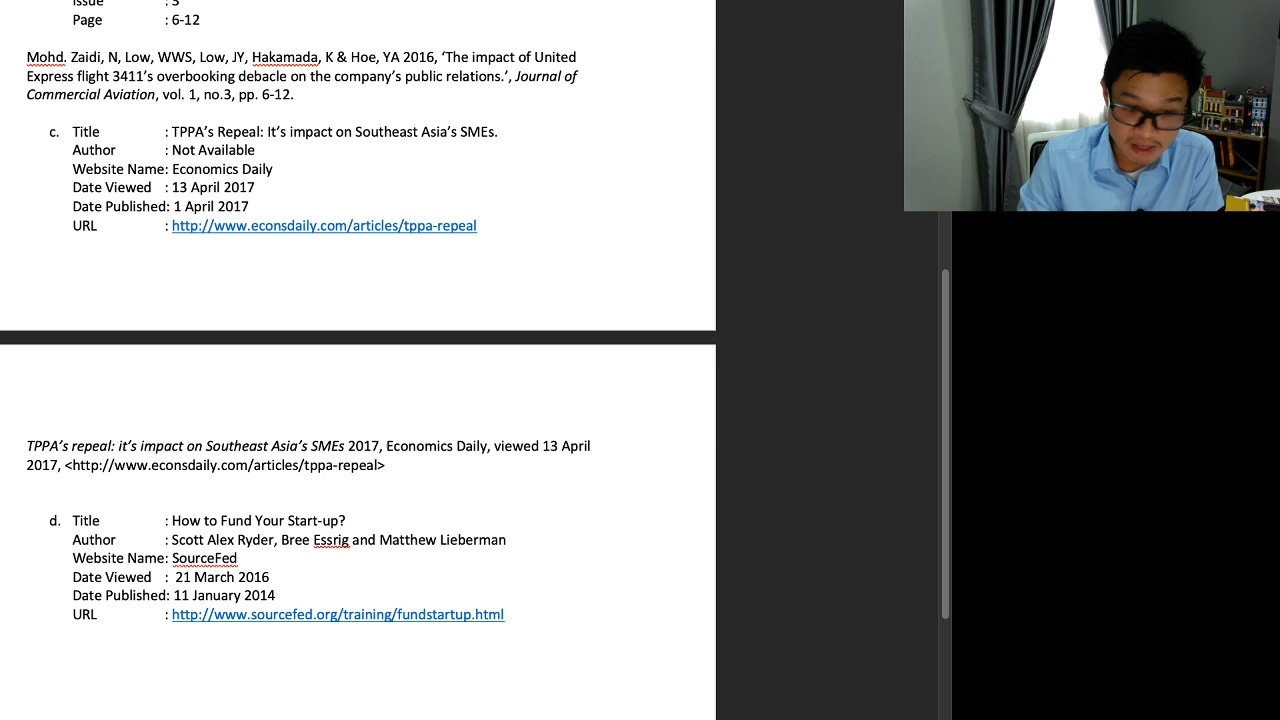 Issue : 3
Page : 6-12
Mohd. Zaidi, N, Low, WWS, Low, JY, Hakamada, K & Hoe, YA 2016, ‘The impact of United
Express flight 3411’s overbooking debacle on the company’s public relations.’, Journal of
Commercial Aviation, vol. 1, no.3, pp. 6-12.
c. Title : TPPA’s Repeal: It’s impact on Southeast Asia’s SMEs.
Author : Not Available
Website Name: Economics Daily
Date Viewed : 13 April 2017
Date Published: 1 April 2017
URL : http://www.econsdaily.com/articles/tppa-repeal
TPPA’s repeal: it’s impact on Southeast Asia’s SMEs 2017, Economics Daily, viewed 13 April
2017, <http://www.econsdaily.com/articles/tppa-repeal>
d. Title : How to Fund Your Start-up?
Author : Scott Alex Ryder, Bree Essrig and Matthew Lieberman
Website Name: SourceFed
Date Viewed : 21 March 2016
Date Published: 11 January 2014
URL : http://www.sourcefed.org/training/fundstartup.html